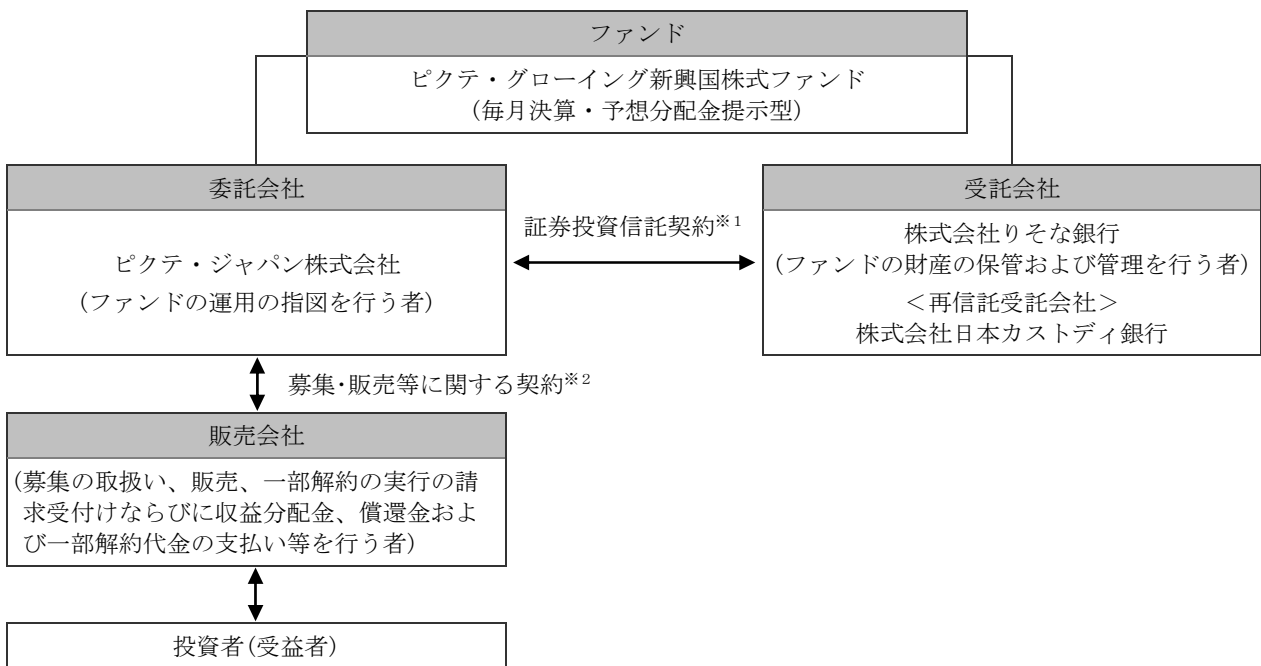 ファンド
ピクテ・グローイング新興国株式ファンド
(毎月決算・予想分配金提示型)
委託会社
ピクテ・ジャパン株式会社
(ファンドの運用の指図を行う者)
証券投資信託契約※1
受託会社
株式会社りそな銀行
(ファンドの財産の保管および管理を行う者)
＜再信託受託会社＞
株式会社日本カストディ銀行
募集･販売等に関する契約※2
販売会社
(募集の取扱い、販売、一部解約の実行の請
求受付けならびに収益分配金、償還金およ
び一部解約代金の支払い等を行う者)
投資者(受益者)